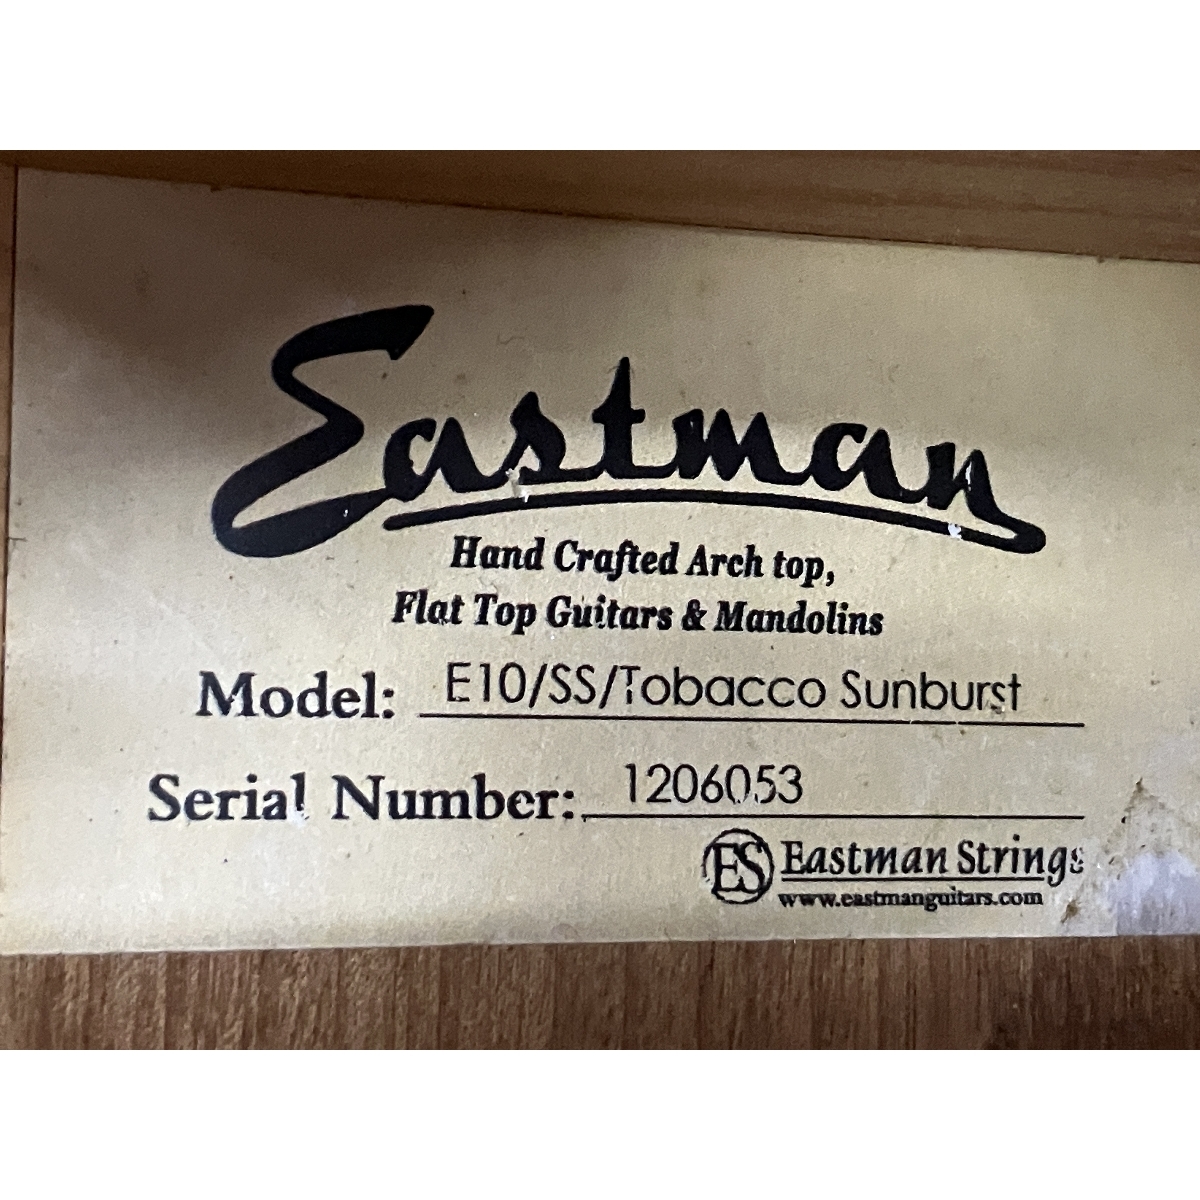 Eastman
Hand Crafted Arch top,
Flat Top Guitars & Mandolins
Model: E10/SS/Tobacco Sunburst
Serial Number: 1206053
ES Eastman Strings
www.eastmanguitars.com